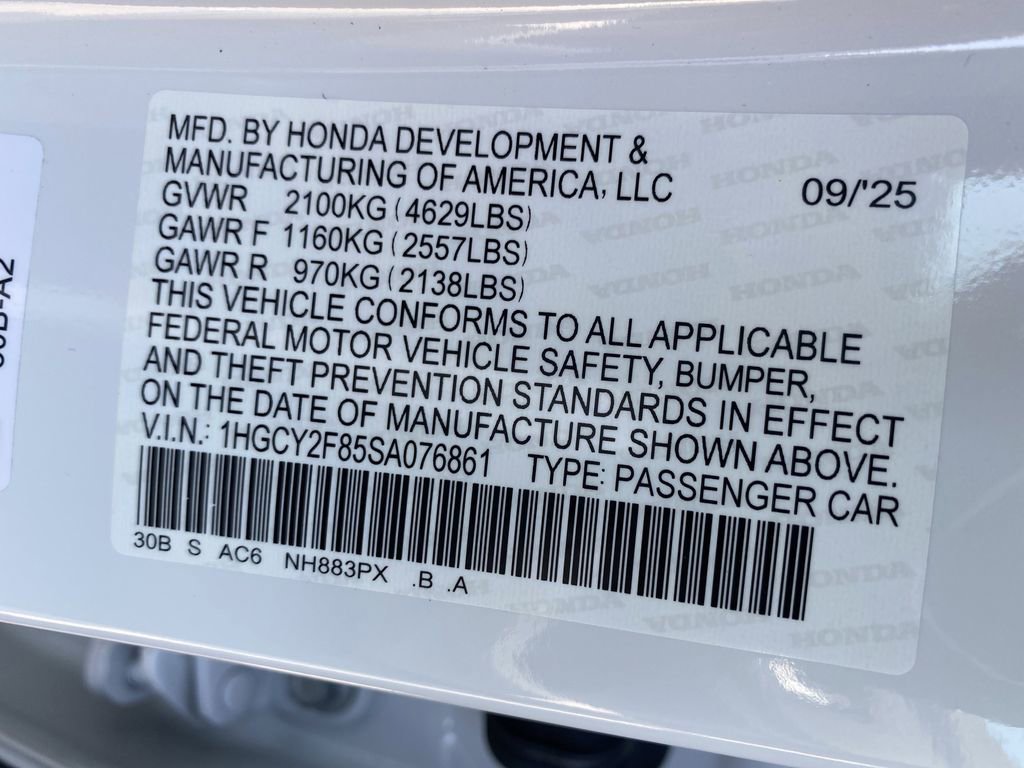 MFD. BY HONDA DEVELOPMENT &
MANUFACTURING OF AMERICA, LLC
09/'25
GVWR 2100KG (4629LBS)
GAWR F 1160KG (2557LBS)
GAWR R 970KG (2138LBS)
THIS VEHICLE CONFORMS TO ALL APPLICABLE
FEDERAL MOTOR VEHICLE SAFETY, BUMPER,
AND THEFT PREVENTION STANDARDS IN EFFECT
ON THE DATE OF MANUFACTURE SHOWN ABOVE.
V.I.N.: 1HGCY2F85SA076861 TYPE: PASSENGER CAR
30B S AC6 NH883PX .B .A